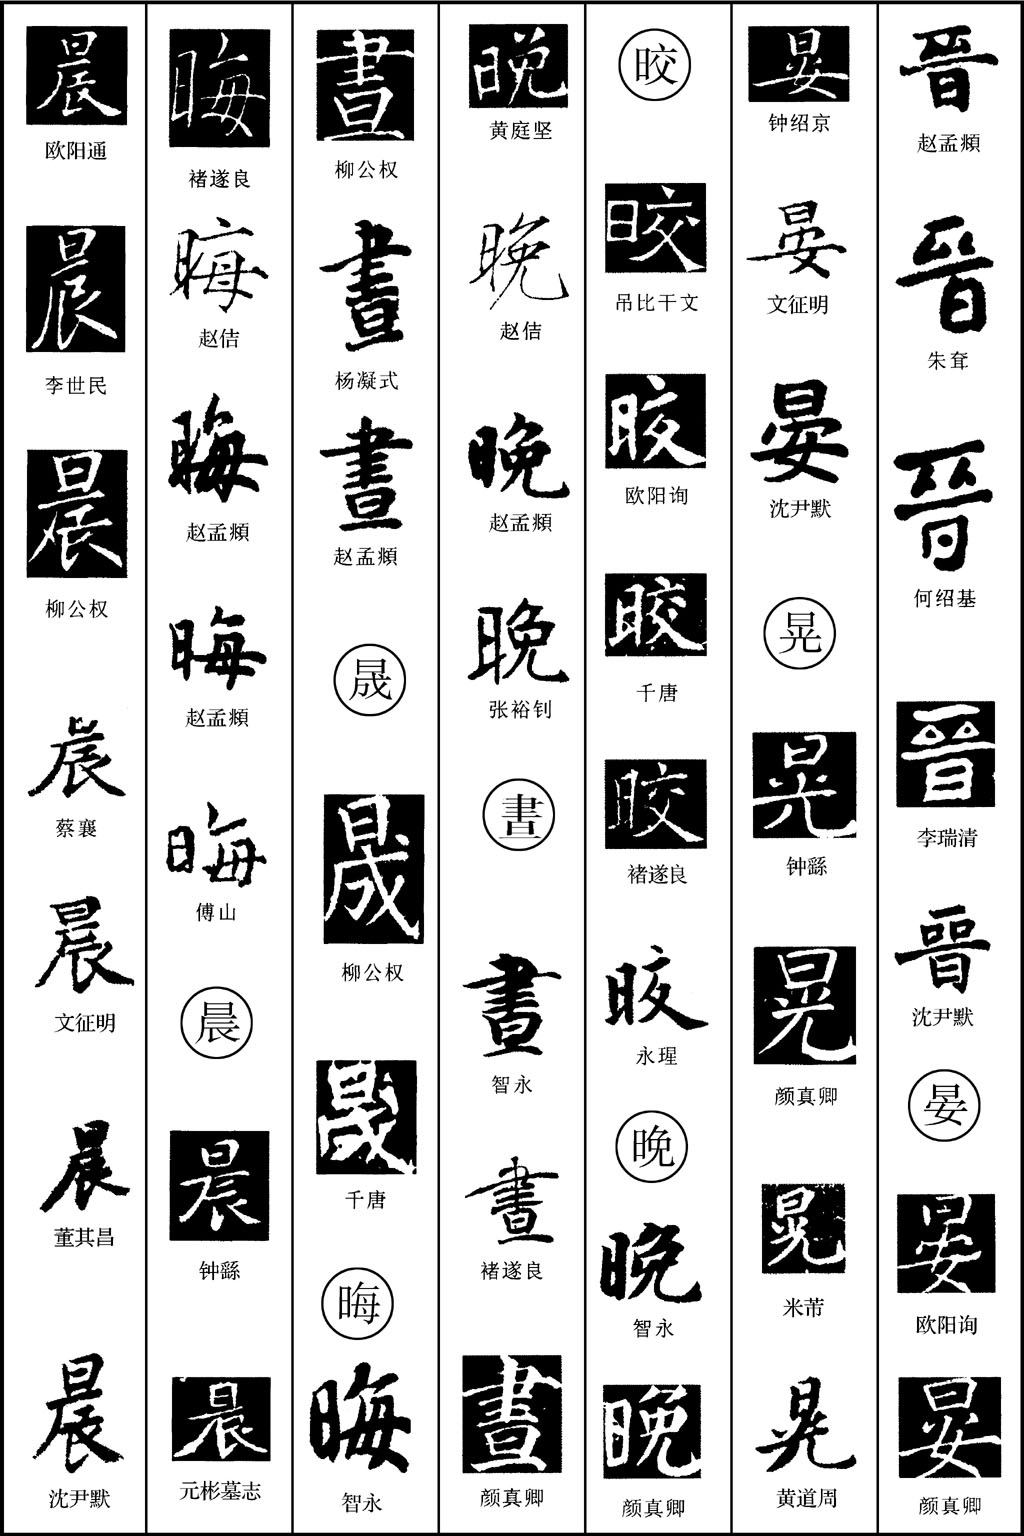 晋
赵孟頫
晋
朱耷
晋
何绍基
晉
李瑞清
晋
沈尹默
晏
晏
欧阳询
晏
颜真卿
晏
钟绍京
晏
文征明
晏
沈尹默
晃
晃
钟繇
晃
颜真卿
晃
米芾
晃
黄道周
晈
晈
吊比干文
晈
欧阳询
晈
千唐
晈
褚遂良
晈
永瑆
晚
晚
智永
晚
颜真卿
晚
黄庭坚
晚
赵佶
晚
赵孟頫
晚
张裕钊
晝
晝
智永
晝
褚遂良
晝
颜真卿
晝
柳公权
晝
杨凝式
晝
赵孟頫
晟
晟
柳公权
晟
千唐
晦
晦
智永
晦
褚遂良
晦
赵佶
晦
赵孟頫
晦
赵孟頫
晦
傅山
晨
晨
钟繇
晨
元彬墓志
晨
欧阳通
晨
李世民
晨
柳公权
晨
蔡襄
晨
文征明
晨
董其昌
晨
沈尹默